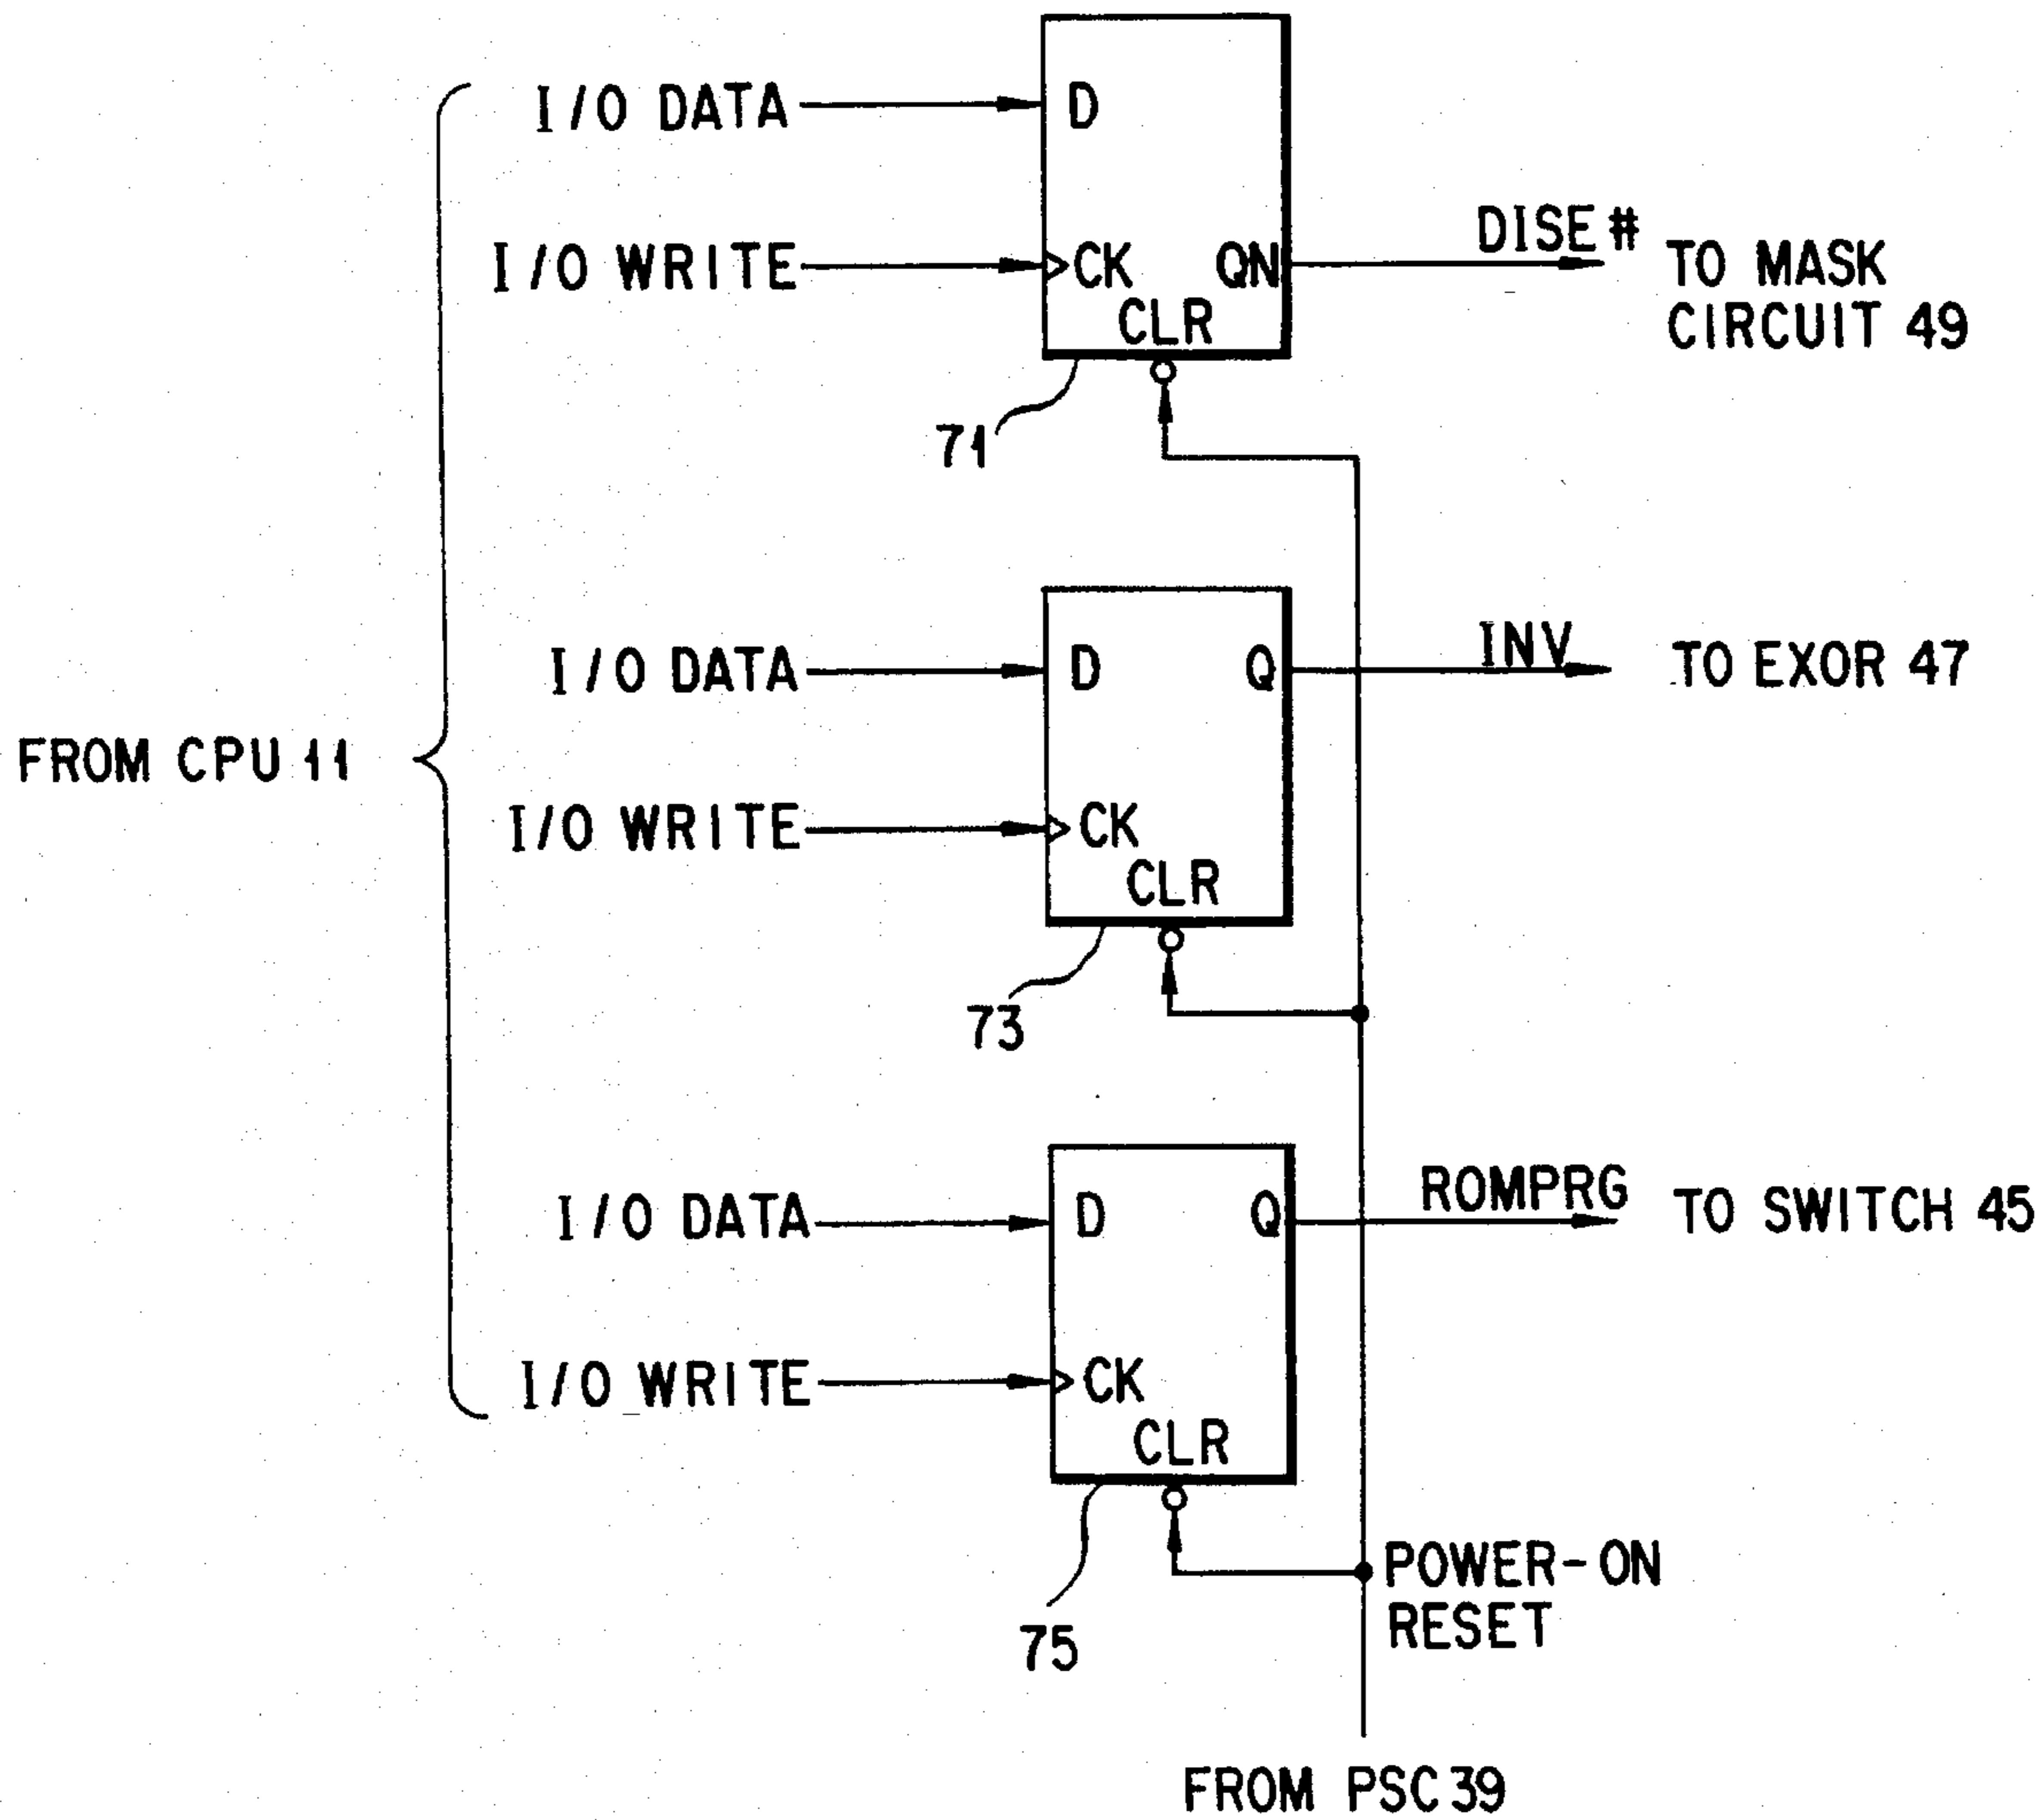 I/O DATA
D
I/O WRITE
CK
QN
DISE#
TO MASK
CIRCUIT 49
CLR
71
I/O DATA
D
Q
INV
TO EXOR 47
FROM CPU 11
I/O WRITE
CK
CLR
73
I/O DATA
D
Q
ROMPRG
TO SWITCH 45
I/O WRITE
CK
CLR
POWER-ON
RESET
75
FROM PSC 39